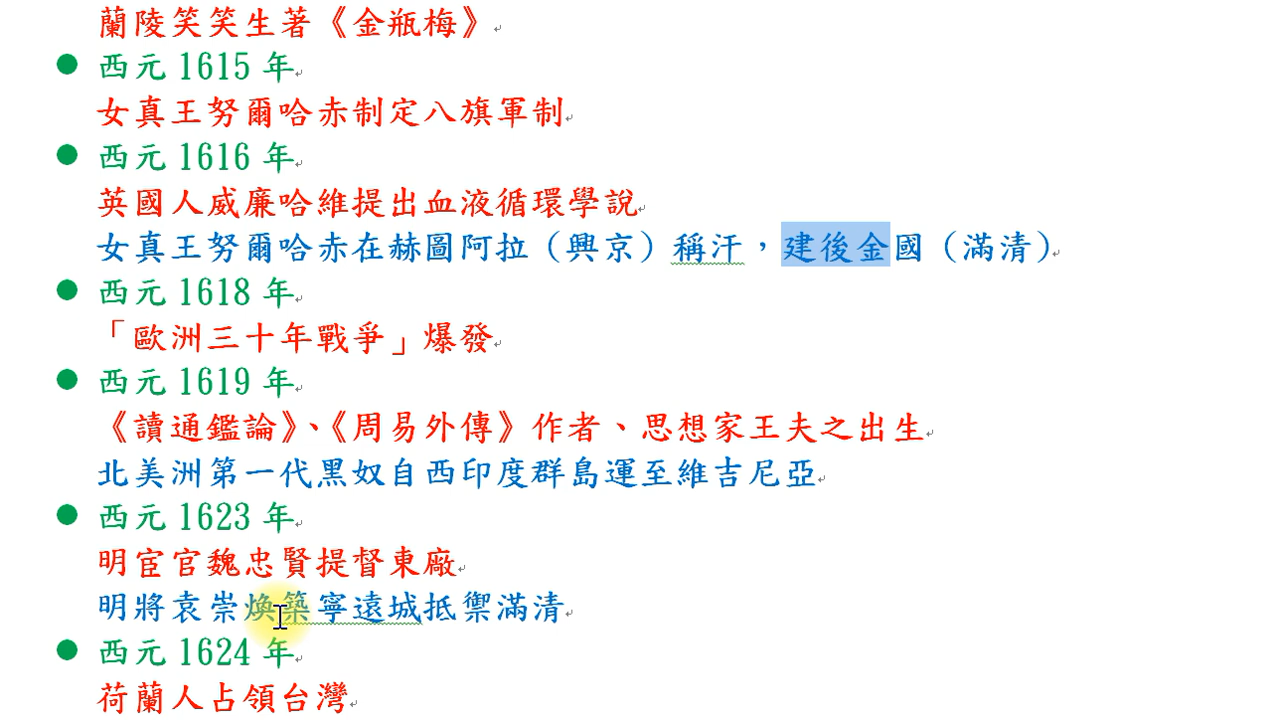 蘭陵笑笑生著《金瓶梅》
● 西元 1615 年
女真王努爾哈赤制定八旗軍制
● 西元 1616 年
英國人威廉哈維提出血液循環學說
女真王努爾哈赤在赫圖阿拉（興京）稱汗，建後金國（滿清）
● 西元 1618 年
「歐洲三十年戰爭」爆發
● 西元 1619 年
《讀通鑑論》、《周易外傳》作者、思想家王夫之出生
北美洲第一代黑奴自西印度群島運至維吉尼亞
● 西元 1623 年
明宦官魏忠賢提督東廠
明將袁崇煥築寧遠城抵禦滿清
● 西元 1624 年
荷蘭人占領台灣